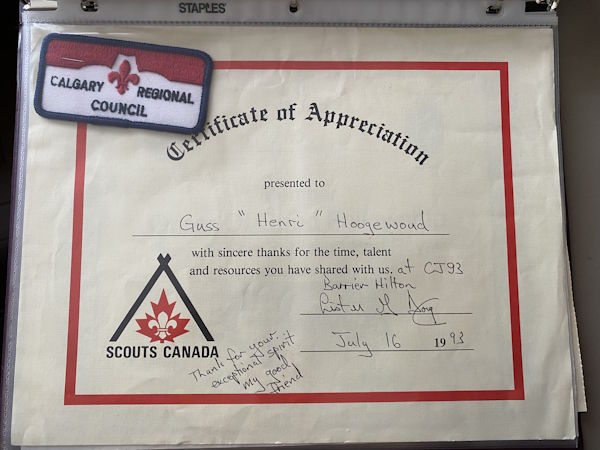 STAPLES
CALGARY REGIONAL
COUNCIL
Certificate of Appreciation
presented to
Guss "Henri" Hoogewoud
with sincere thanks for the time, talent
and resources you have shared with us. at CJ93
Barrier Hilton
July 16 1993
SCOUTS CANADA
Thanks for your
exceptional spirit
my good
friend